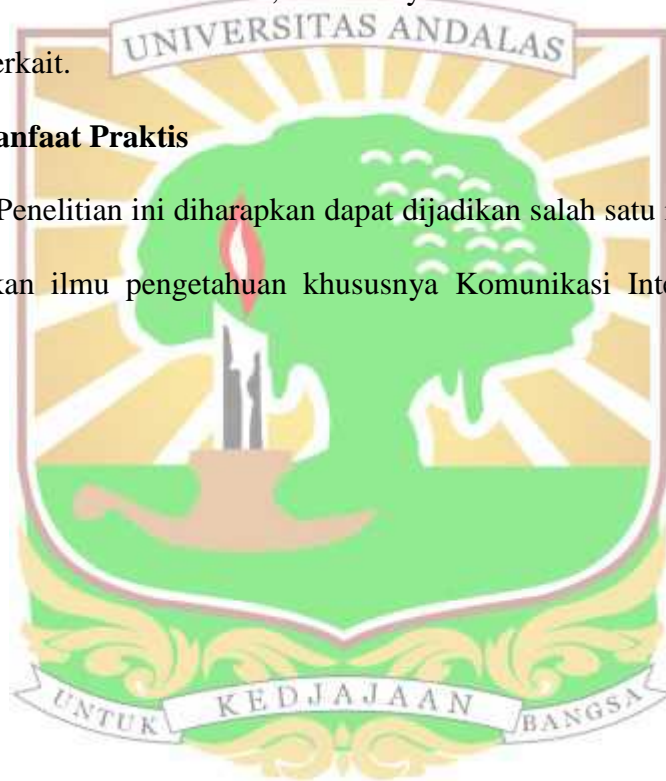 UNIVERSITAS ANDALAS
erkait.
anfaat Praktis
Penelitian ini diharapkan dapat dijadikan salah satu
kan ilmu pengetahuan khususnya Komunikasi Inte
UNTUK KEDJAJAAN BANGSA